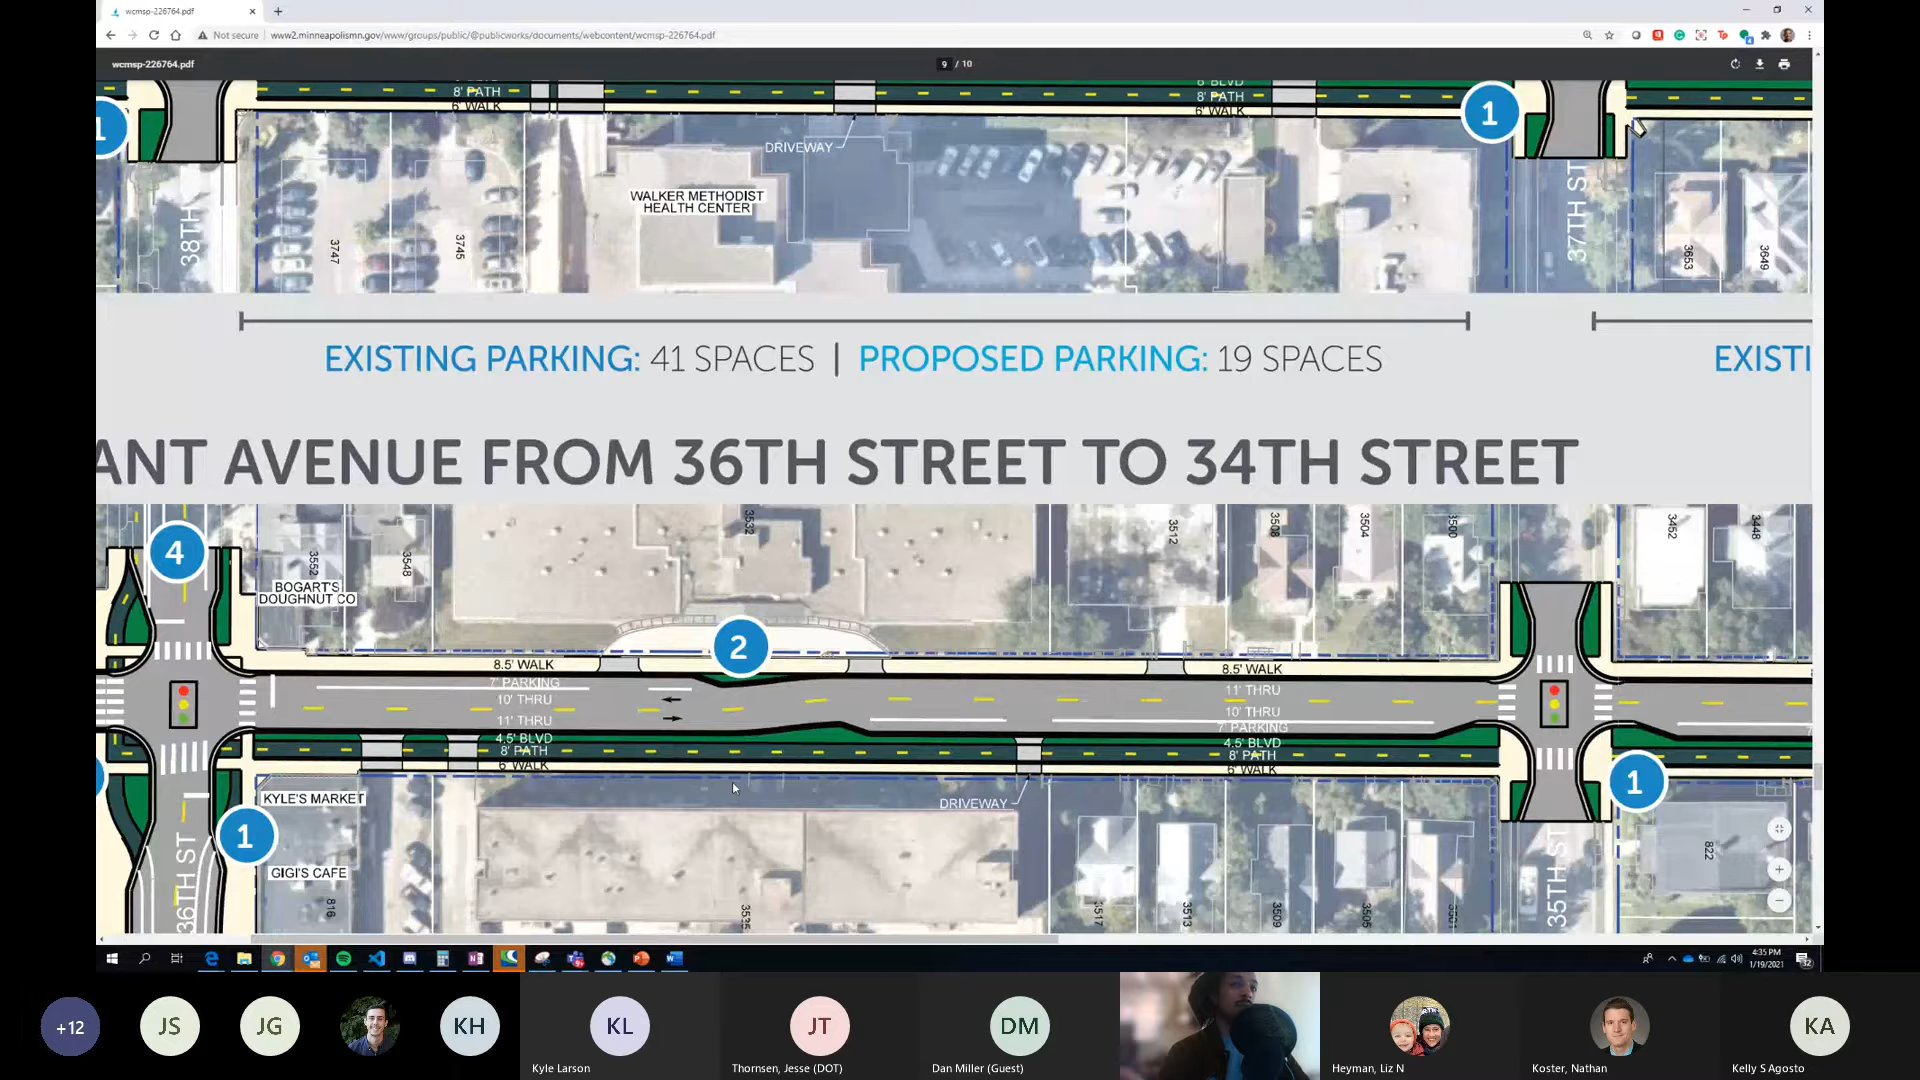 wcmsp-226764.pdf
Not secure
www2.minneapolismn.gov/www/groups/public/@publicworks/documents/webcontent/wcmsp-226764.pdf
wcmsp-226764.pdf
9 / 10
8' PATH
6' WALK
6' BLVD
8' PATH
6' WALK
1
1
DRIVEWAY
WALKER METHODIST
HEALTH CENTER
38TH
3747
3745
37TH ST
3653
3649
EXISTING PARKING: 41 SPACES | PROPOSED PARKING: 19 SPACES
EXISTI
ANT AVENUE FROM 36TH STREET TO 34TH STREET
4
3552
3548
3532
3512
3508
3504
3500
3452
3448
BOGART'S
DOUGHNUT CO
2
8.5' WALK
7' PARKING
10' THRU
11' THRU
4.5' BLVD
8' PATH
6' WALK
8.5' WALK
11' THRU
10' THRU
7' PARKING
4.5' BLVD
8' PATH
6' WALK
KYLE'S MARKET
DRIVEWAY
1
1
36TH ST
GIGI'S CAFE
816
3517
3513
3509
3505
3501
35TH ST
822
4:35 PM
1/19/2021
32
+12
JS
JG
KH
KL
JT
DM
KA
Kyle Larson
Thornsen, Jesse (DOT)
Dan Miller (Guest)
Heyman, Liz N
Koster, Nathan
Kelly S Agosto